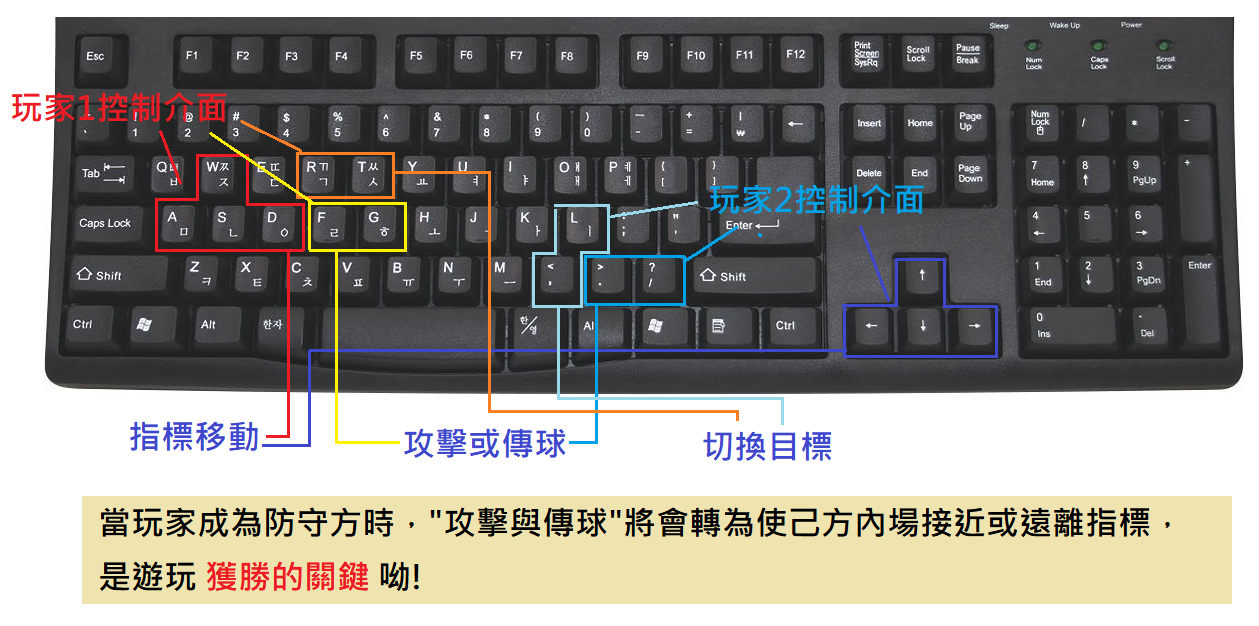 Sleep Wake Up Power
Esc F1 F2 F3 F4 F5 F6 F7 F8 F9 F10 F11 F12 Print Screen SysRq Scroll Lock Pause Break Num Lock Caps Lock Scroll Lock
玩家1控制介面
! 1 @ 2 # 3 $ 4 % 5 ^ 6 & 7 * 8 ( 9 ) 0 — - + = | ₩ ← Insert Home Page Up Num Lock / * -
Tab Q ㅃ ㅂ W ㅉ ㅈ E ㄸ ㄷ R ㄲ ㄱ T ㅆ ㅅ Y ㅛ U ㅕ I ㅑ O ㅒ ㅐ P ㅖ ㅔ { [ } ] Delete End Page Down 7 Home 8 ↑ 9 PgUp +
玩家2控制介面
Caps Lock A ㅁ S ㄴ D ㅇ F ㄹ G ㅎ H ㅗ J ㅓ K ㅏ L ㅣ : ; " ' Enter 4 ← 5 6 →
Shift Z ㅋ X ㅌ C ㅊ V ㅍ B ㅠ N ㅜ M ㅡ < , > . ? / Shift ↑ 1 End 2 ↓ 3 PgDn Enter
Ctrl Alt 한자 한/영 Al Ctrl ← ↓ → 0 Ins . Del
指標移動 攻擊或傳球 切換目標
當玩家成為防守方時，"攻擊與傳球"將會轉為使己方內場接近或遠離指標，
是遊玩 獲勝的關鍵 呦!